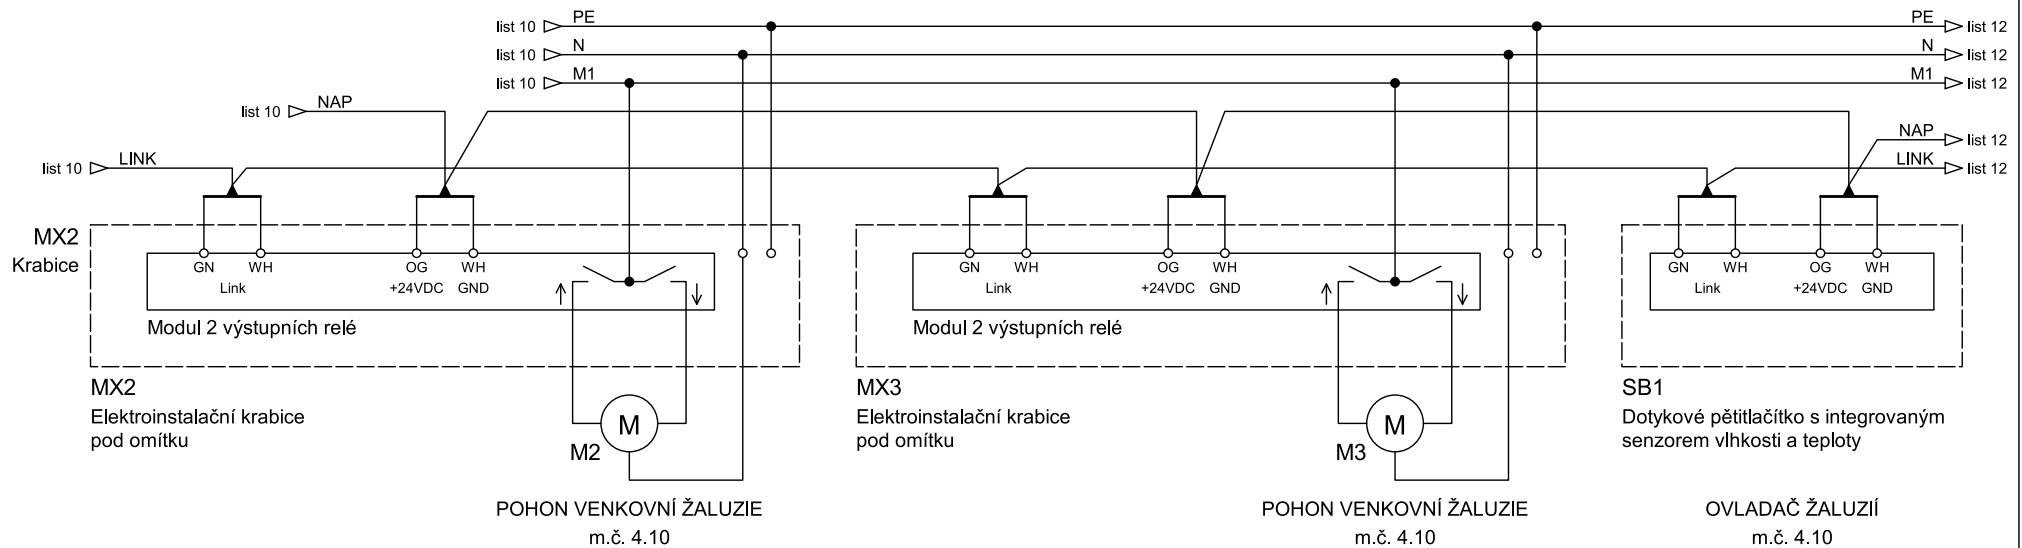 list 10 PE PE list 12
list 10 N N list 12
list 10 M1 M1 list 12
list 10 NAP
NAP list 12
list 10 LINK LINK list 12
MX2
Krabice
GN WH OG WH
Link +24VDC GND
Modul 2 výstupních relé
MX2
Elektroinstalační krabice
pod omítku
M
M2
POHON VENKOVNÍ ŽALUZIE
m.č. 4.10
GN WH OG WH
Link +24VDC GND
Modul 2 výstupních relé
MX3
Elektroinstalační krabice
pod omítku
M
M3
POHON VENKOVNÍ ŽALUZIE
m.č. 4.10
GN WH OG WH
Link +24VDC GND
SB1
Dotykové pětitlačítko s integrovaným
senzorem vlhkosti a teploty
OVLADAČ ŽALUZIÍ
m.č. 4.10